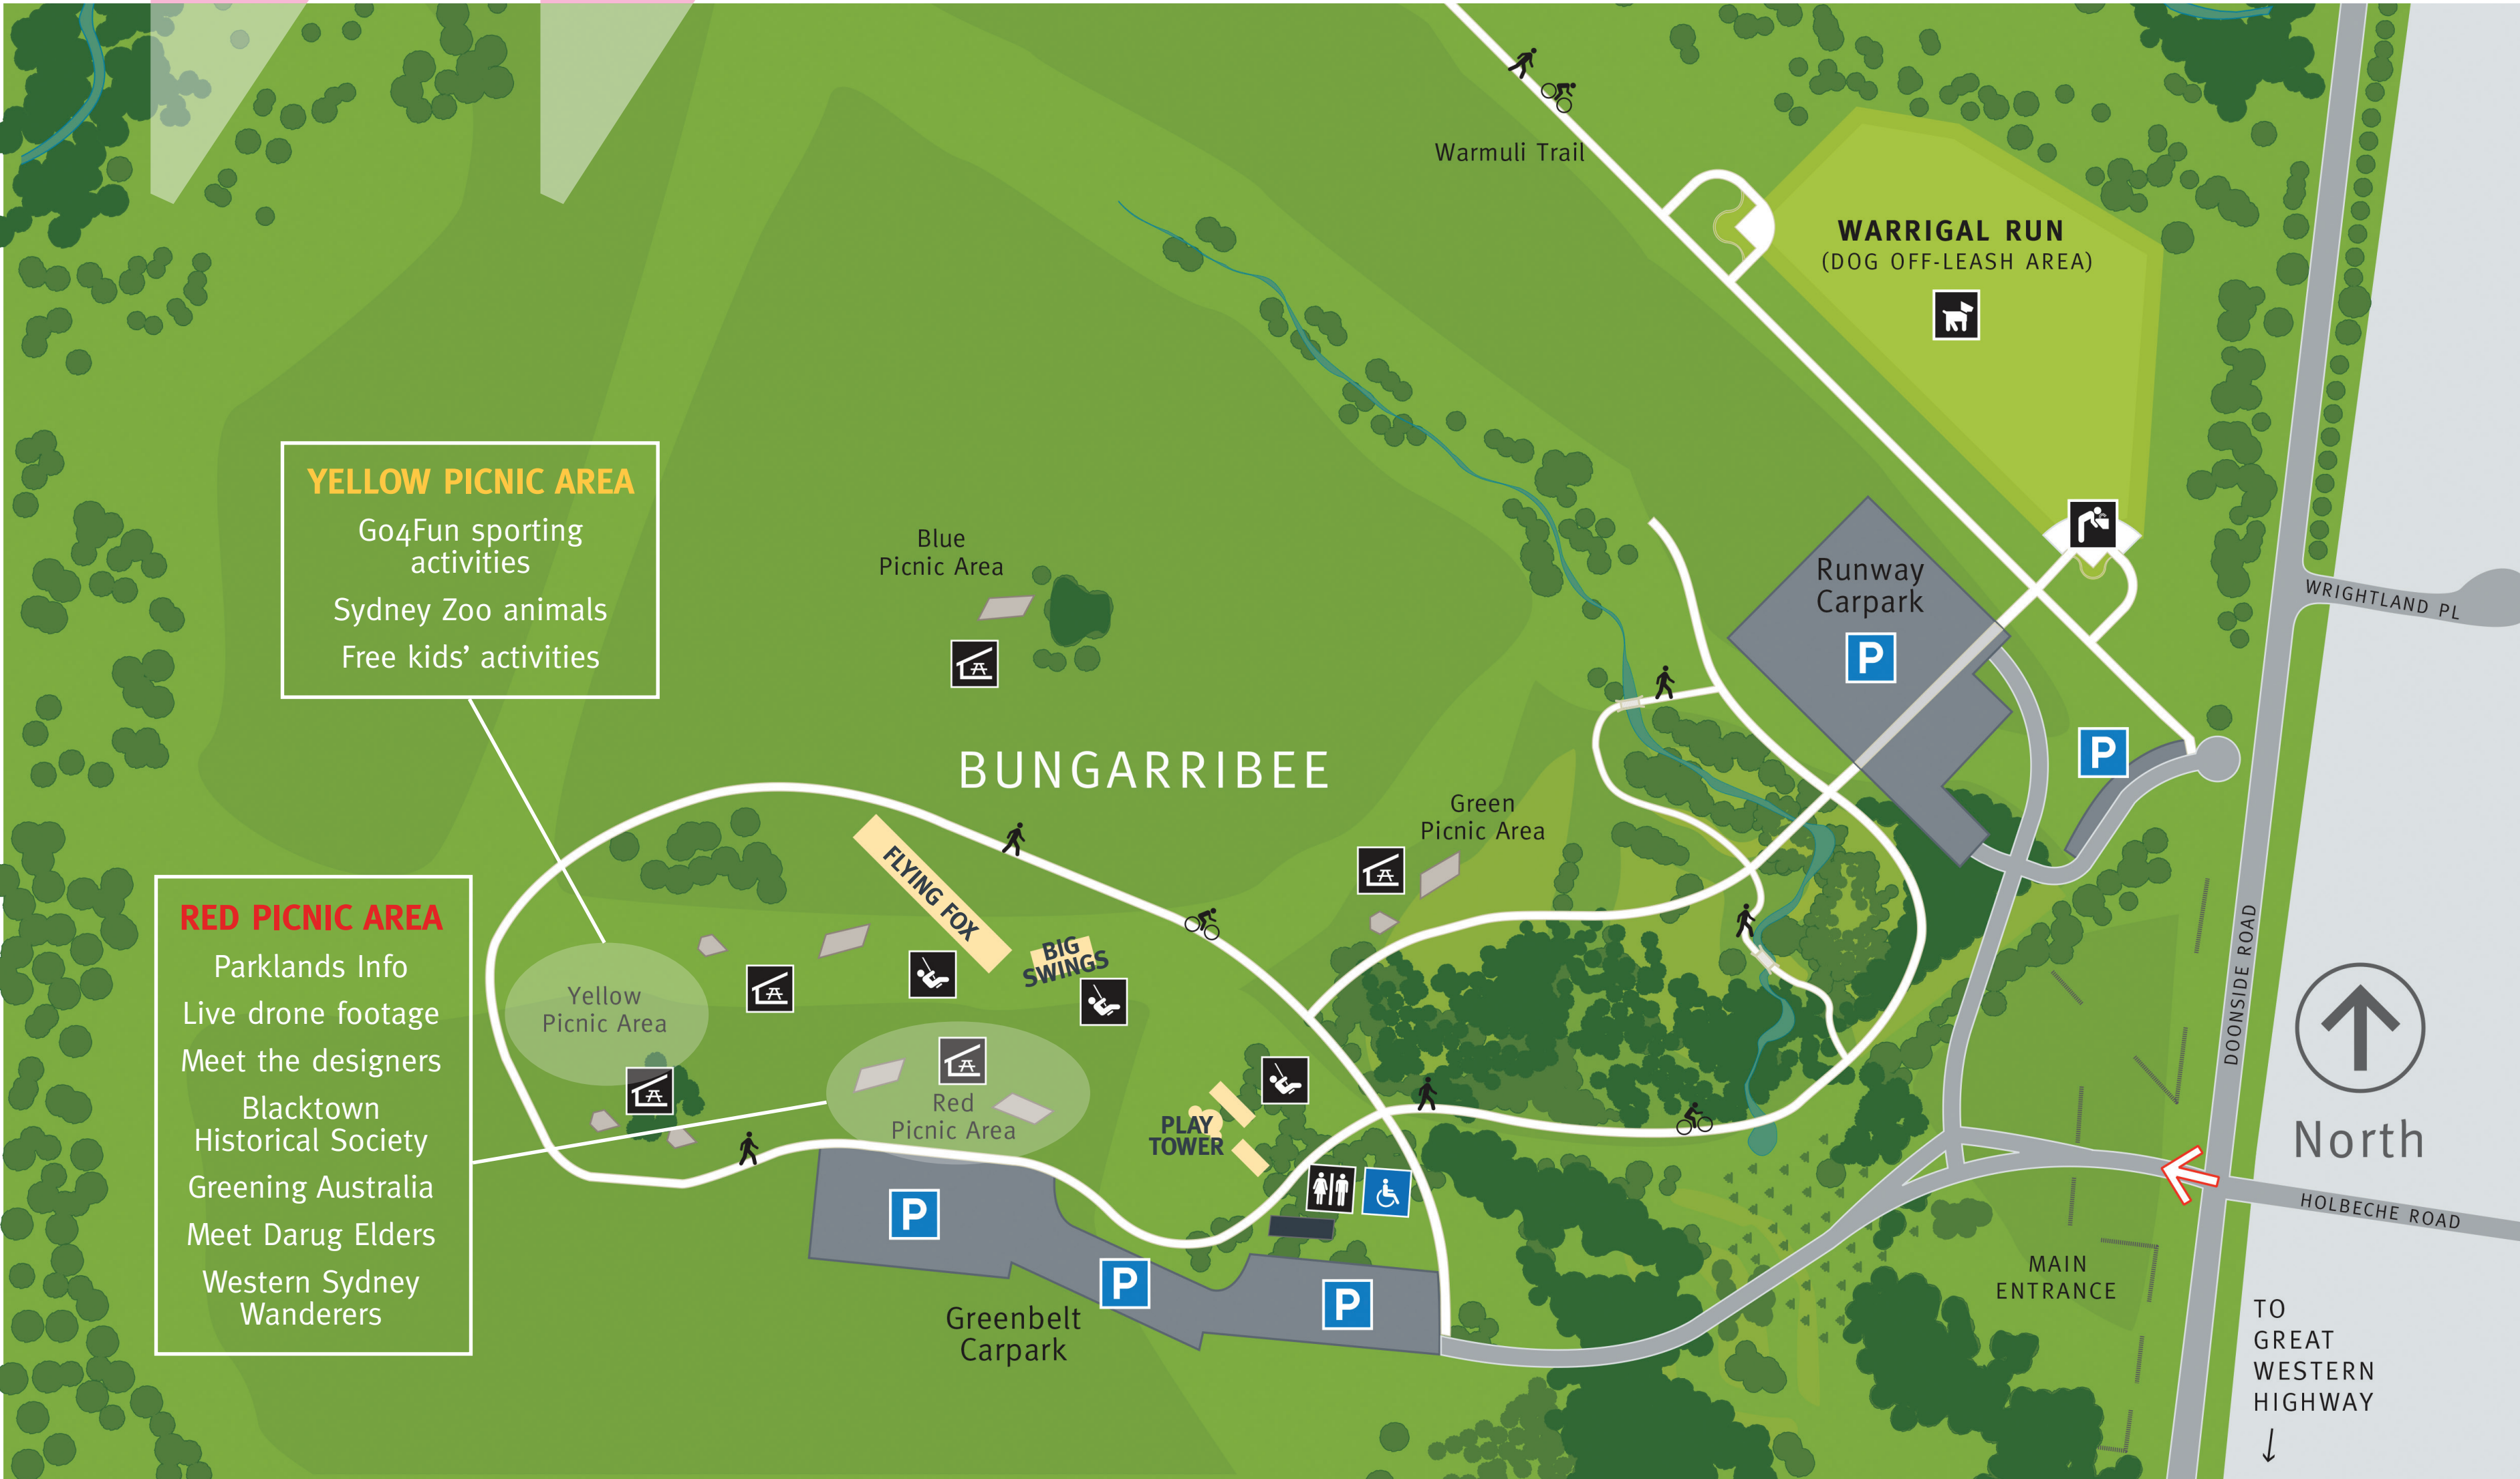 Warmuli Trail
WARRIGAL RUN
(DOG OFF-LEASH AREA)
YELLOW PICNIC AREA
Go4Fun sporting
activities
Sydney Zoo animals
Free kids’ activities
Blue
Picnic Area
Runway
Carpark
P
WRIGHTLAND PL
P
BUNGARRIBEE
Green
Picnic Area
FLYING FOX
BIG
SWINGS
RED PICNIC AREA
Parklands Info
Live drone footage
Meet the designers
Blacktown
Historical Society
Greening Australia
Meet Darug Elders
Western Sydney
Wanderers
Yellow
Picnic Area
Red
Picnic Area
PLAY
TOWER
DOONSIDE ROAD
North
HOLBECHE ROAD
P
P
P
Greenbelt
Carpark
MAIN
ENTRANCE
TO
GREAT
WESTERN
HIGHWAY